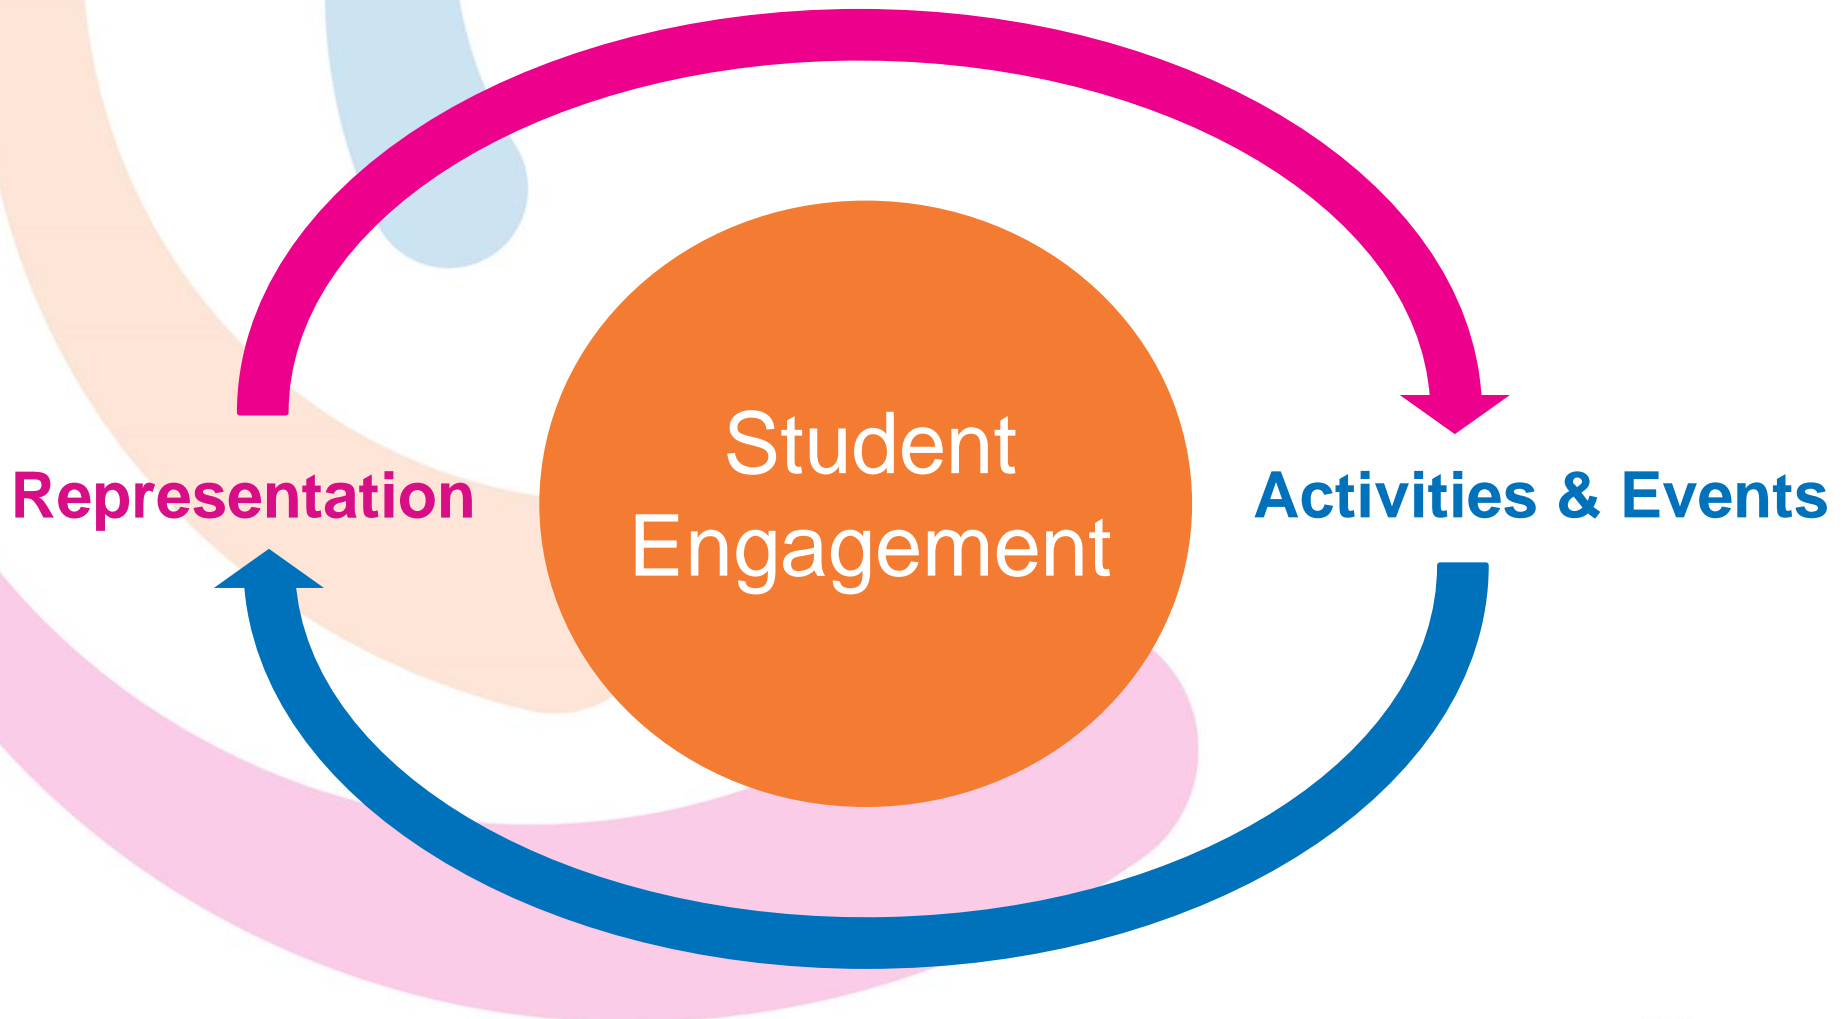 Student
Engagement
Representation
Activities & Events